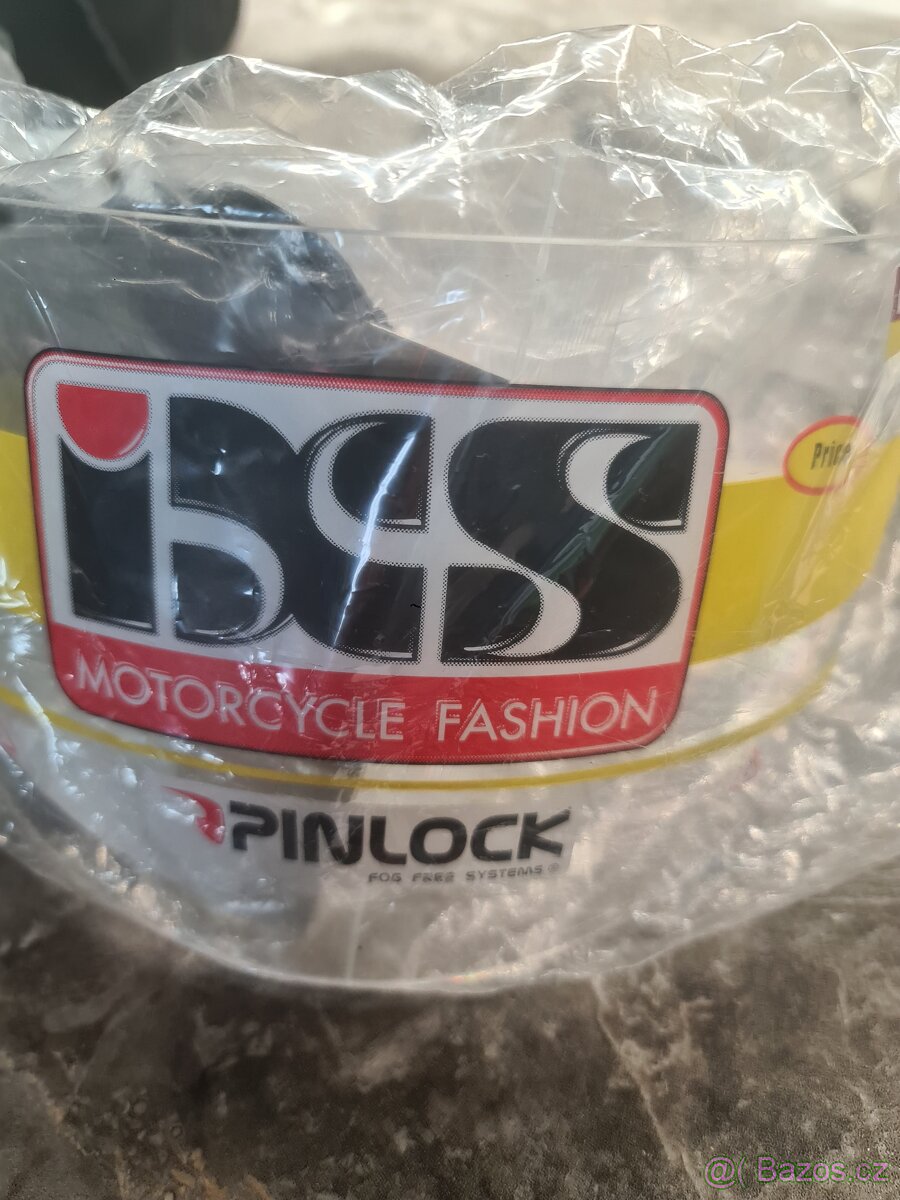 iXS
Price
MOTORCYCLE FASHION
PINLOCK
FOG FREE SYSTEMS®
@ Bazos.cz